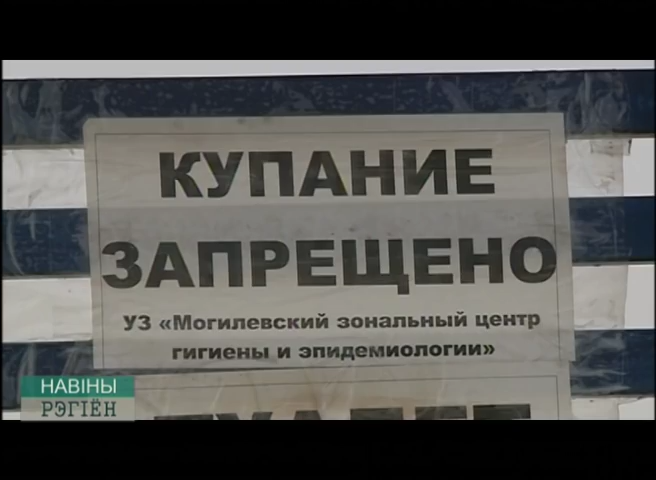 КУПАНИЕ
ЗАПРЕЩЕНО
УЗ «Могилевский зональный центр
гигиены и эпидемиологии»
НАВІНЫ
РЭГІЁН